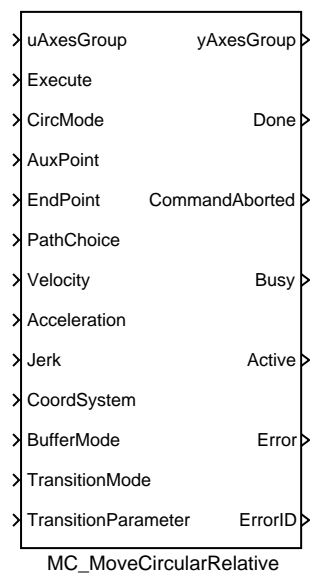 uAxesGroup yAxesGroup
Execute
CircMode Done
AuxPoint
EndPoint CommandAborted
PathChoice
Velocity Busy
Acceleration
Jerk Active
CoordSystem
BufferMode Error
TransitionMode
TransitionParameter ErrorID
MC_MoveCircularRelative